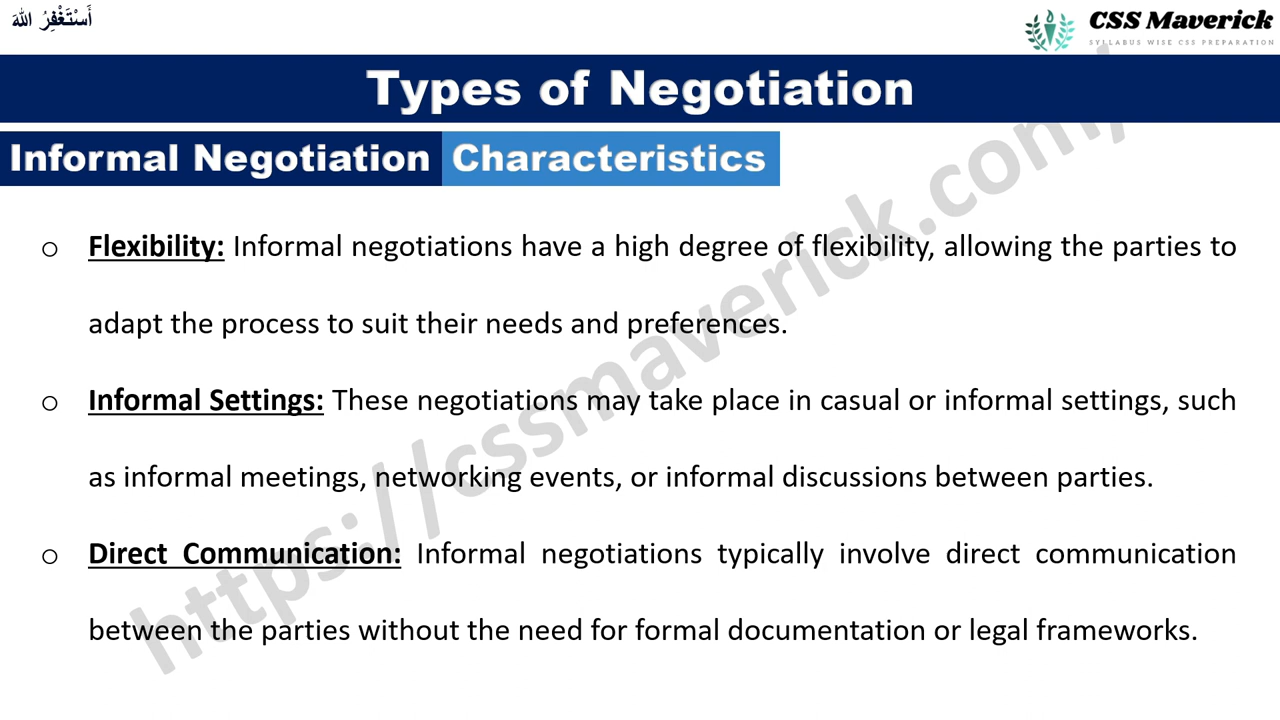 أَسْتَغْفِرُ اللهَ
CSS Maverick
SYLLABUS WISE CSS PREPARATION
Types of Negotiation
Informal Negotiation Characteristics
o Flexibility: Informal negotiations have a high degree of flexibility, allowing the parties to
adapt the process to suit their needs and preferences.
o Informal Settings: These negotiations may take place in casual or informal settings, such
as informal meetings, networking events, or informal discussions between parties.
o Direct Communication: Informal negotiations typically involve direct communication
between the parties without the need for formal documentation or legal frameworks.
https://cssmaverick.com/